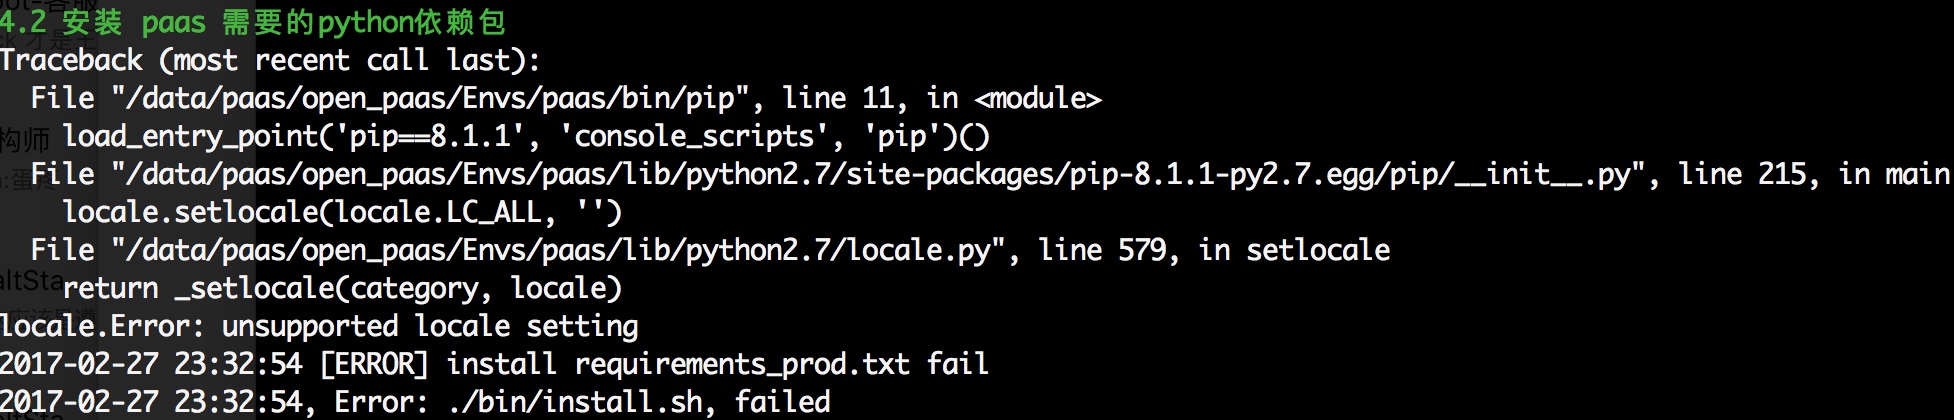 4.2 安装 paas 需要的python依赖包
Traceback (most recent call last):
  File "/data/paas/open_paas/Envs/paas/bin/pip", line 11, in <module>
    load_entry_point('pip==8.1.1', 'console_scripts', 'pip')()
  File "/data/paas/open_paas/Envs/paas/lib/python2.7/site-packages/pip-8.1.1-py2.7.egg/pip/__init__.py", line 215, in main
    locale.setlocale(locale.LC_ALL, '')
  File "/data/paas/open_paas/Envs/paas/lib/python2.7/locale.py", line 579, in setlocale
    return _setlocale(category, locale)
locale.Error: unsupported locale setting
2017-02-27 23:32:54 [ERROR] install requirements_prod.txt fail
2017-02-27 23:32:54, Error: ./bin/install.sh, failed
构师
altSta